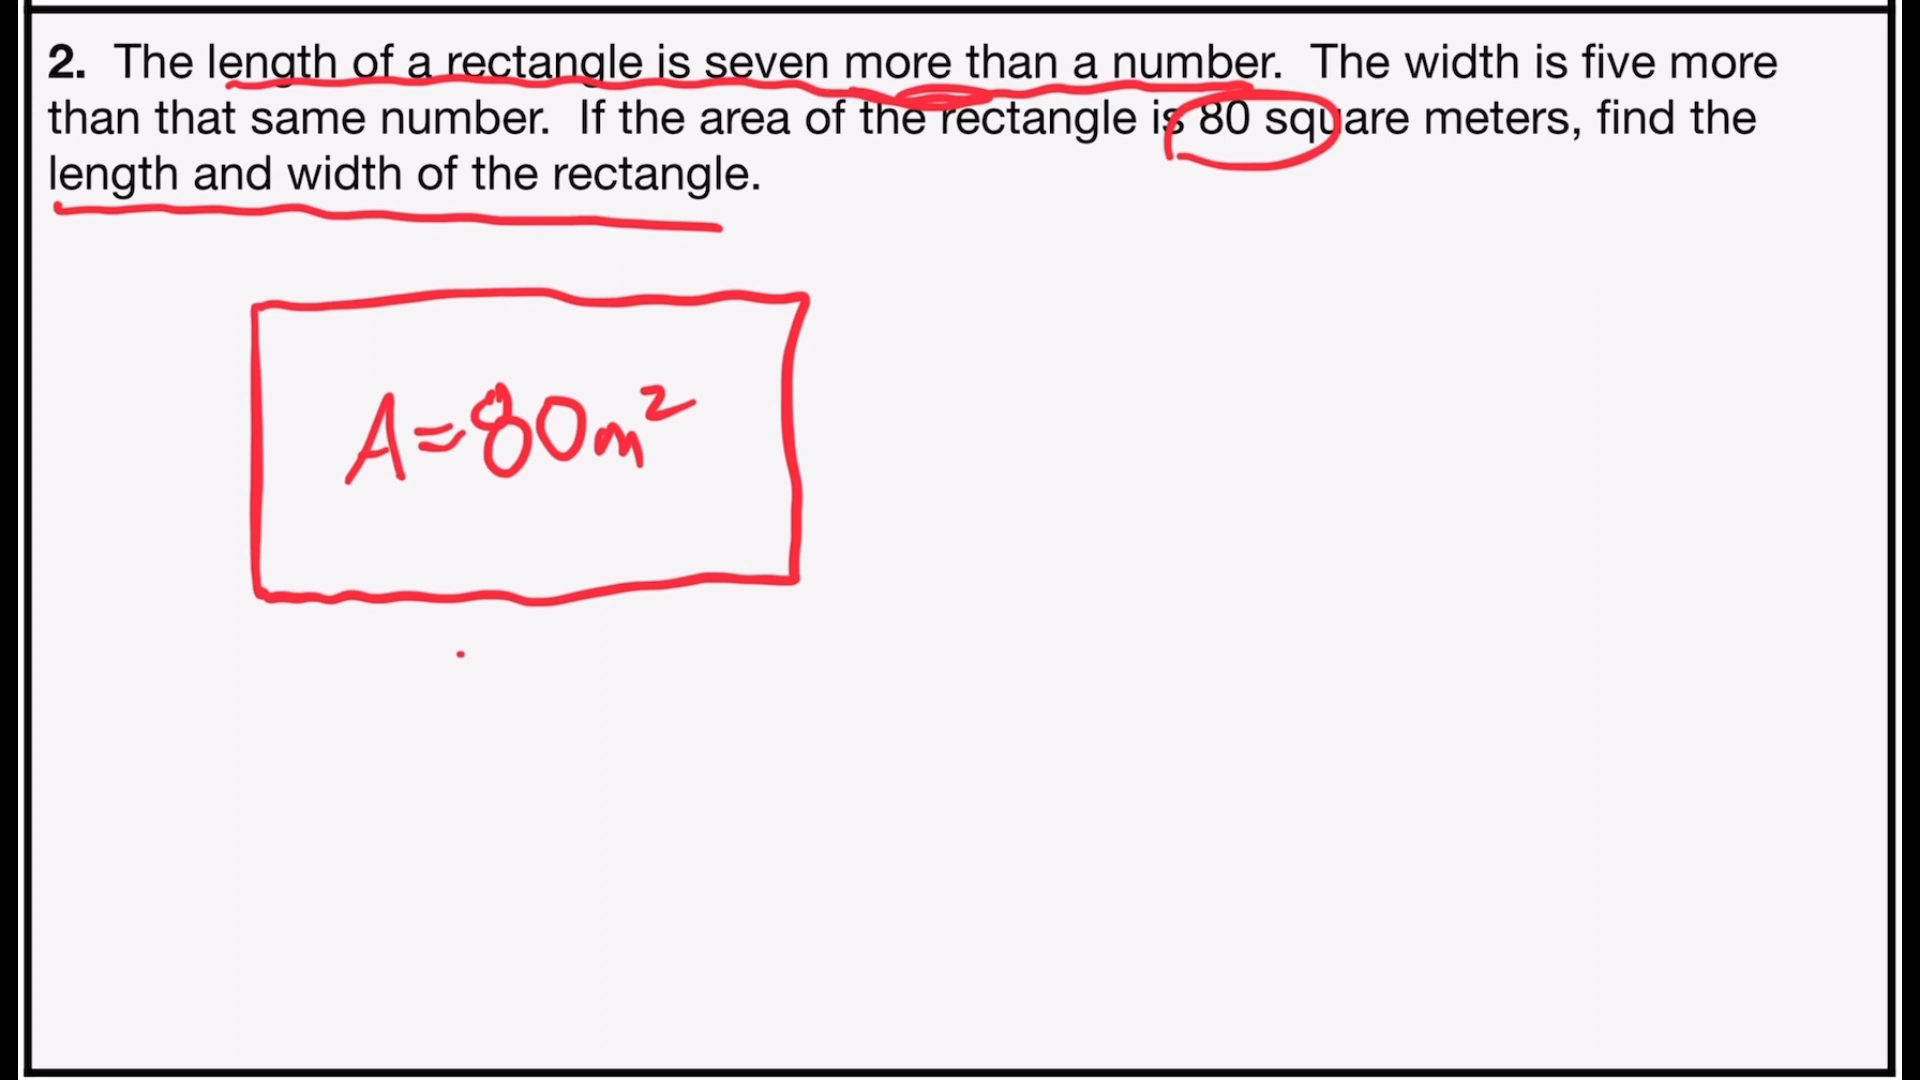 2. The length of a rectangle is seven more than a number. The width is five more
than that same number. If the area of the rectangle is 80 square meters, find the
length and width of the rectangle.
A=80m²